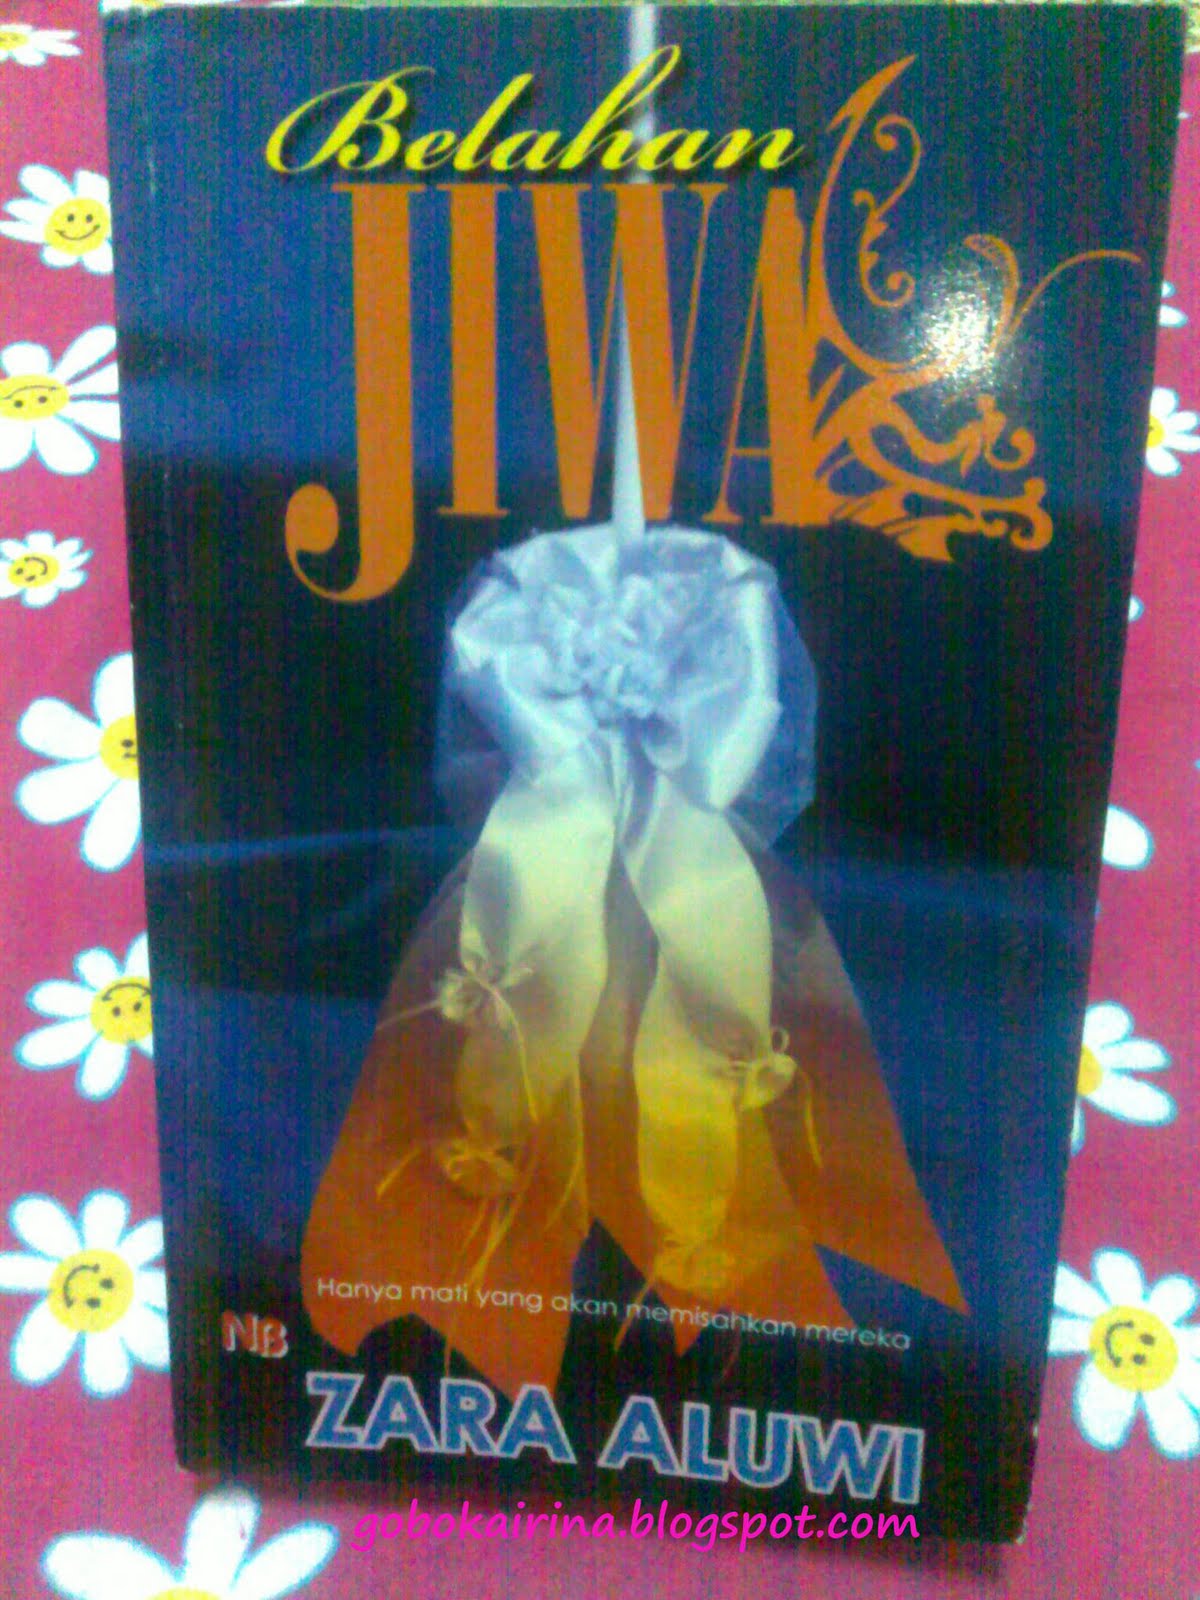 Belahan
JIWA
Hanya mati yang akan memisahkan mereka
NB
ZARA ALUWI
gobokairina.blogspot.com